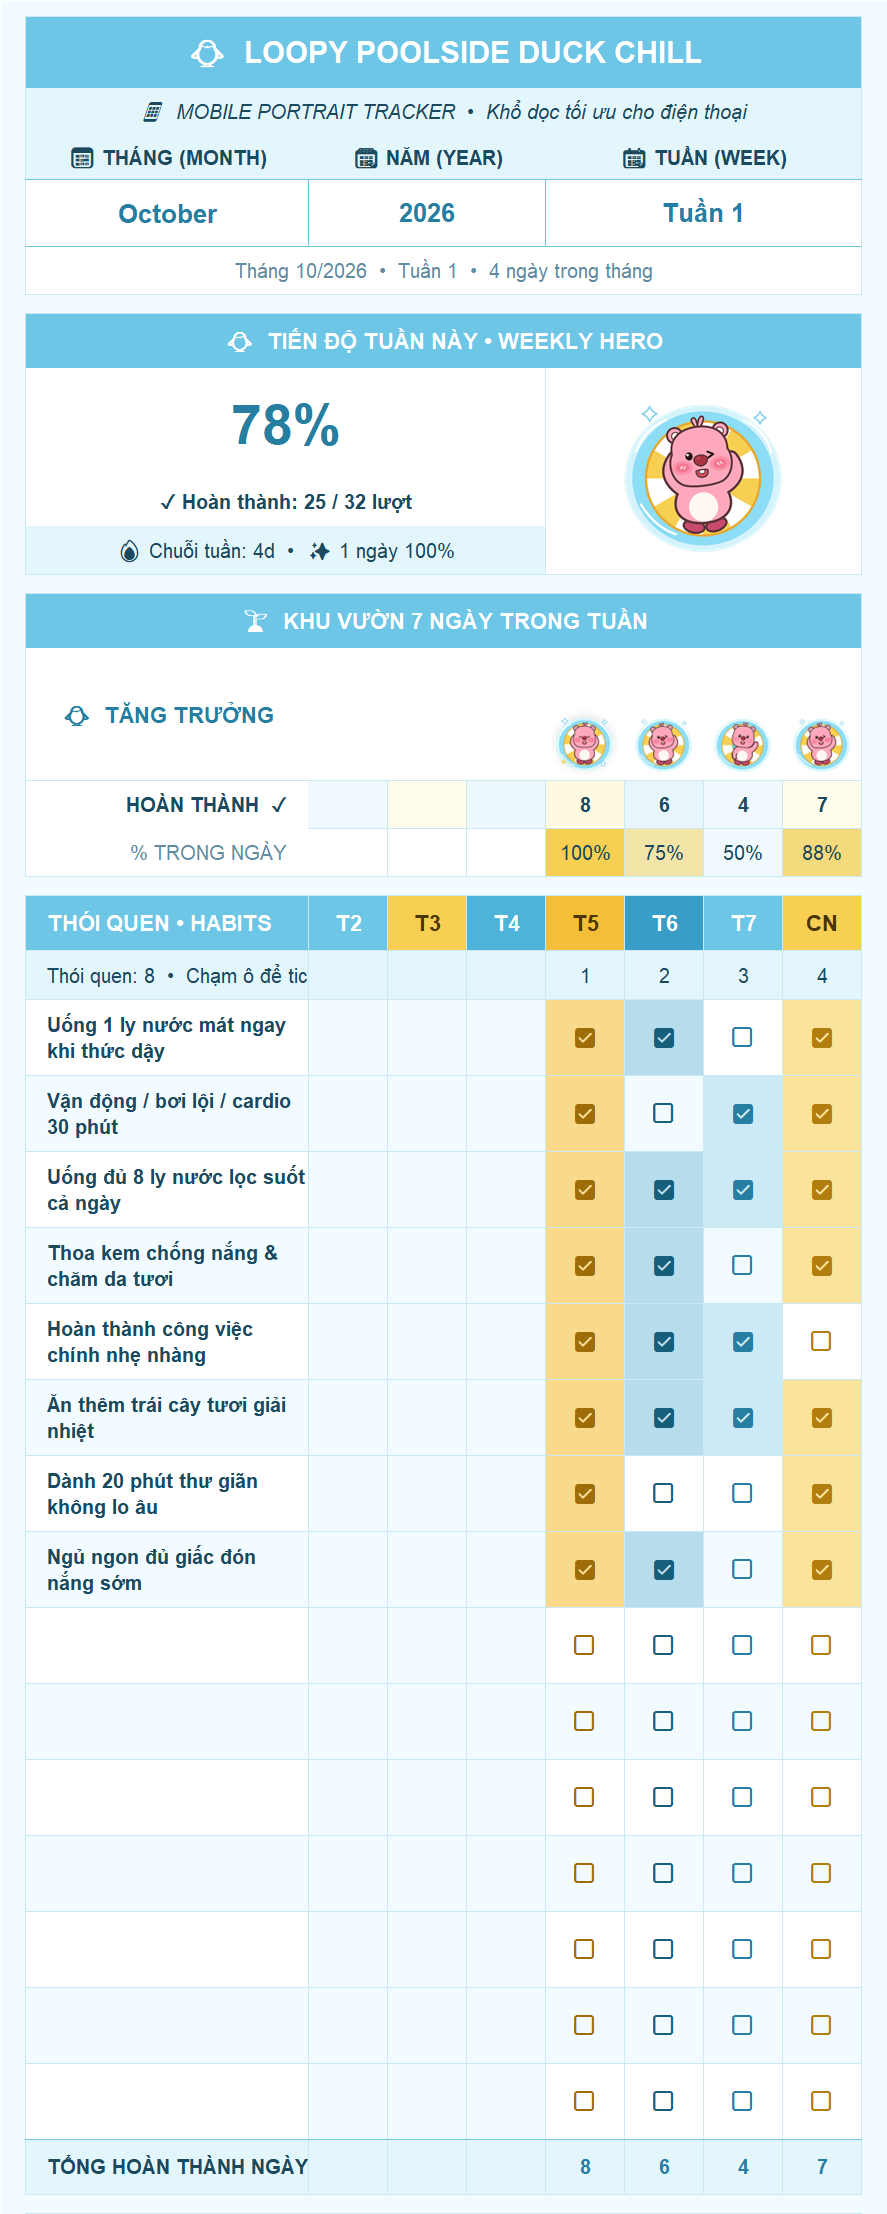 LOOPY POOLSIDE DUCK CHILL
MOBILE PORTRAIT TRACKER • Khổ dọc tối ưu cho điện thoại
THÁNG (MONTH) NĂM (YEAR) TUẦN (WEEK)
October 2026 Tuần 1
Tháng 10/2026 • Tuần 1 • 4 ngày trong tháng
TIẾN ĐỘ TUẦN NÀY • WEEKLY HERO
78%
✓ Hoàn thành: 25 / 32 lượt
Chuỗi tuần: 4d • 1 ngày 100%
KHU VƯỜN 7 NGÀY TRONG TUẦN
TĂNG TRƯỞNG
HOÀN THÀNH ✓ 8 6 4 7
% TRONG NGÀY 100% 75% 50% 88%
THÓI QUEN • HABITS T2 T3 T4 T5 T6 T7 CN
Thói quen: 8 • Chạm ô để tic 1 2 3 4
Uống 1 ly nước mát ngay
khi thức dậy
Vận động / bơi lội / cardio
30 phút
Uống đủ 8 ly nước lọc suốt
cả ngày
Thoa kem chống nắng &
chăm da tươi
Hoàn thành công việc
chính nhẹ nhàng
Ăn thêm trái cây tươi giải
nhiệt
Dành 20 phút thư giãn
không lo âu
Ngủ ngon đủ giấc đón
nắng sớm
TỔNG HOÀN THÀNH NGÀY 8 6 4 7